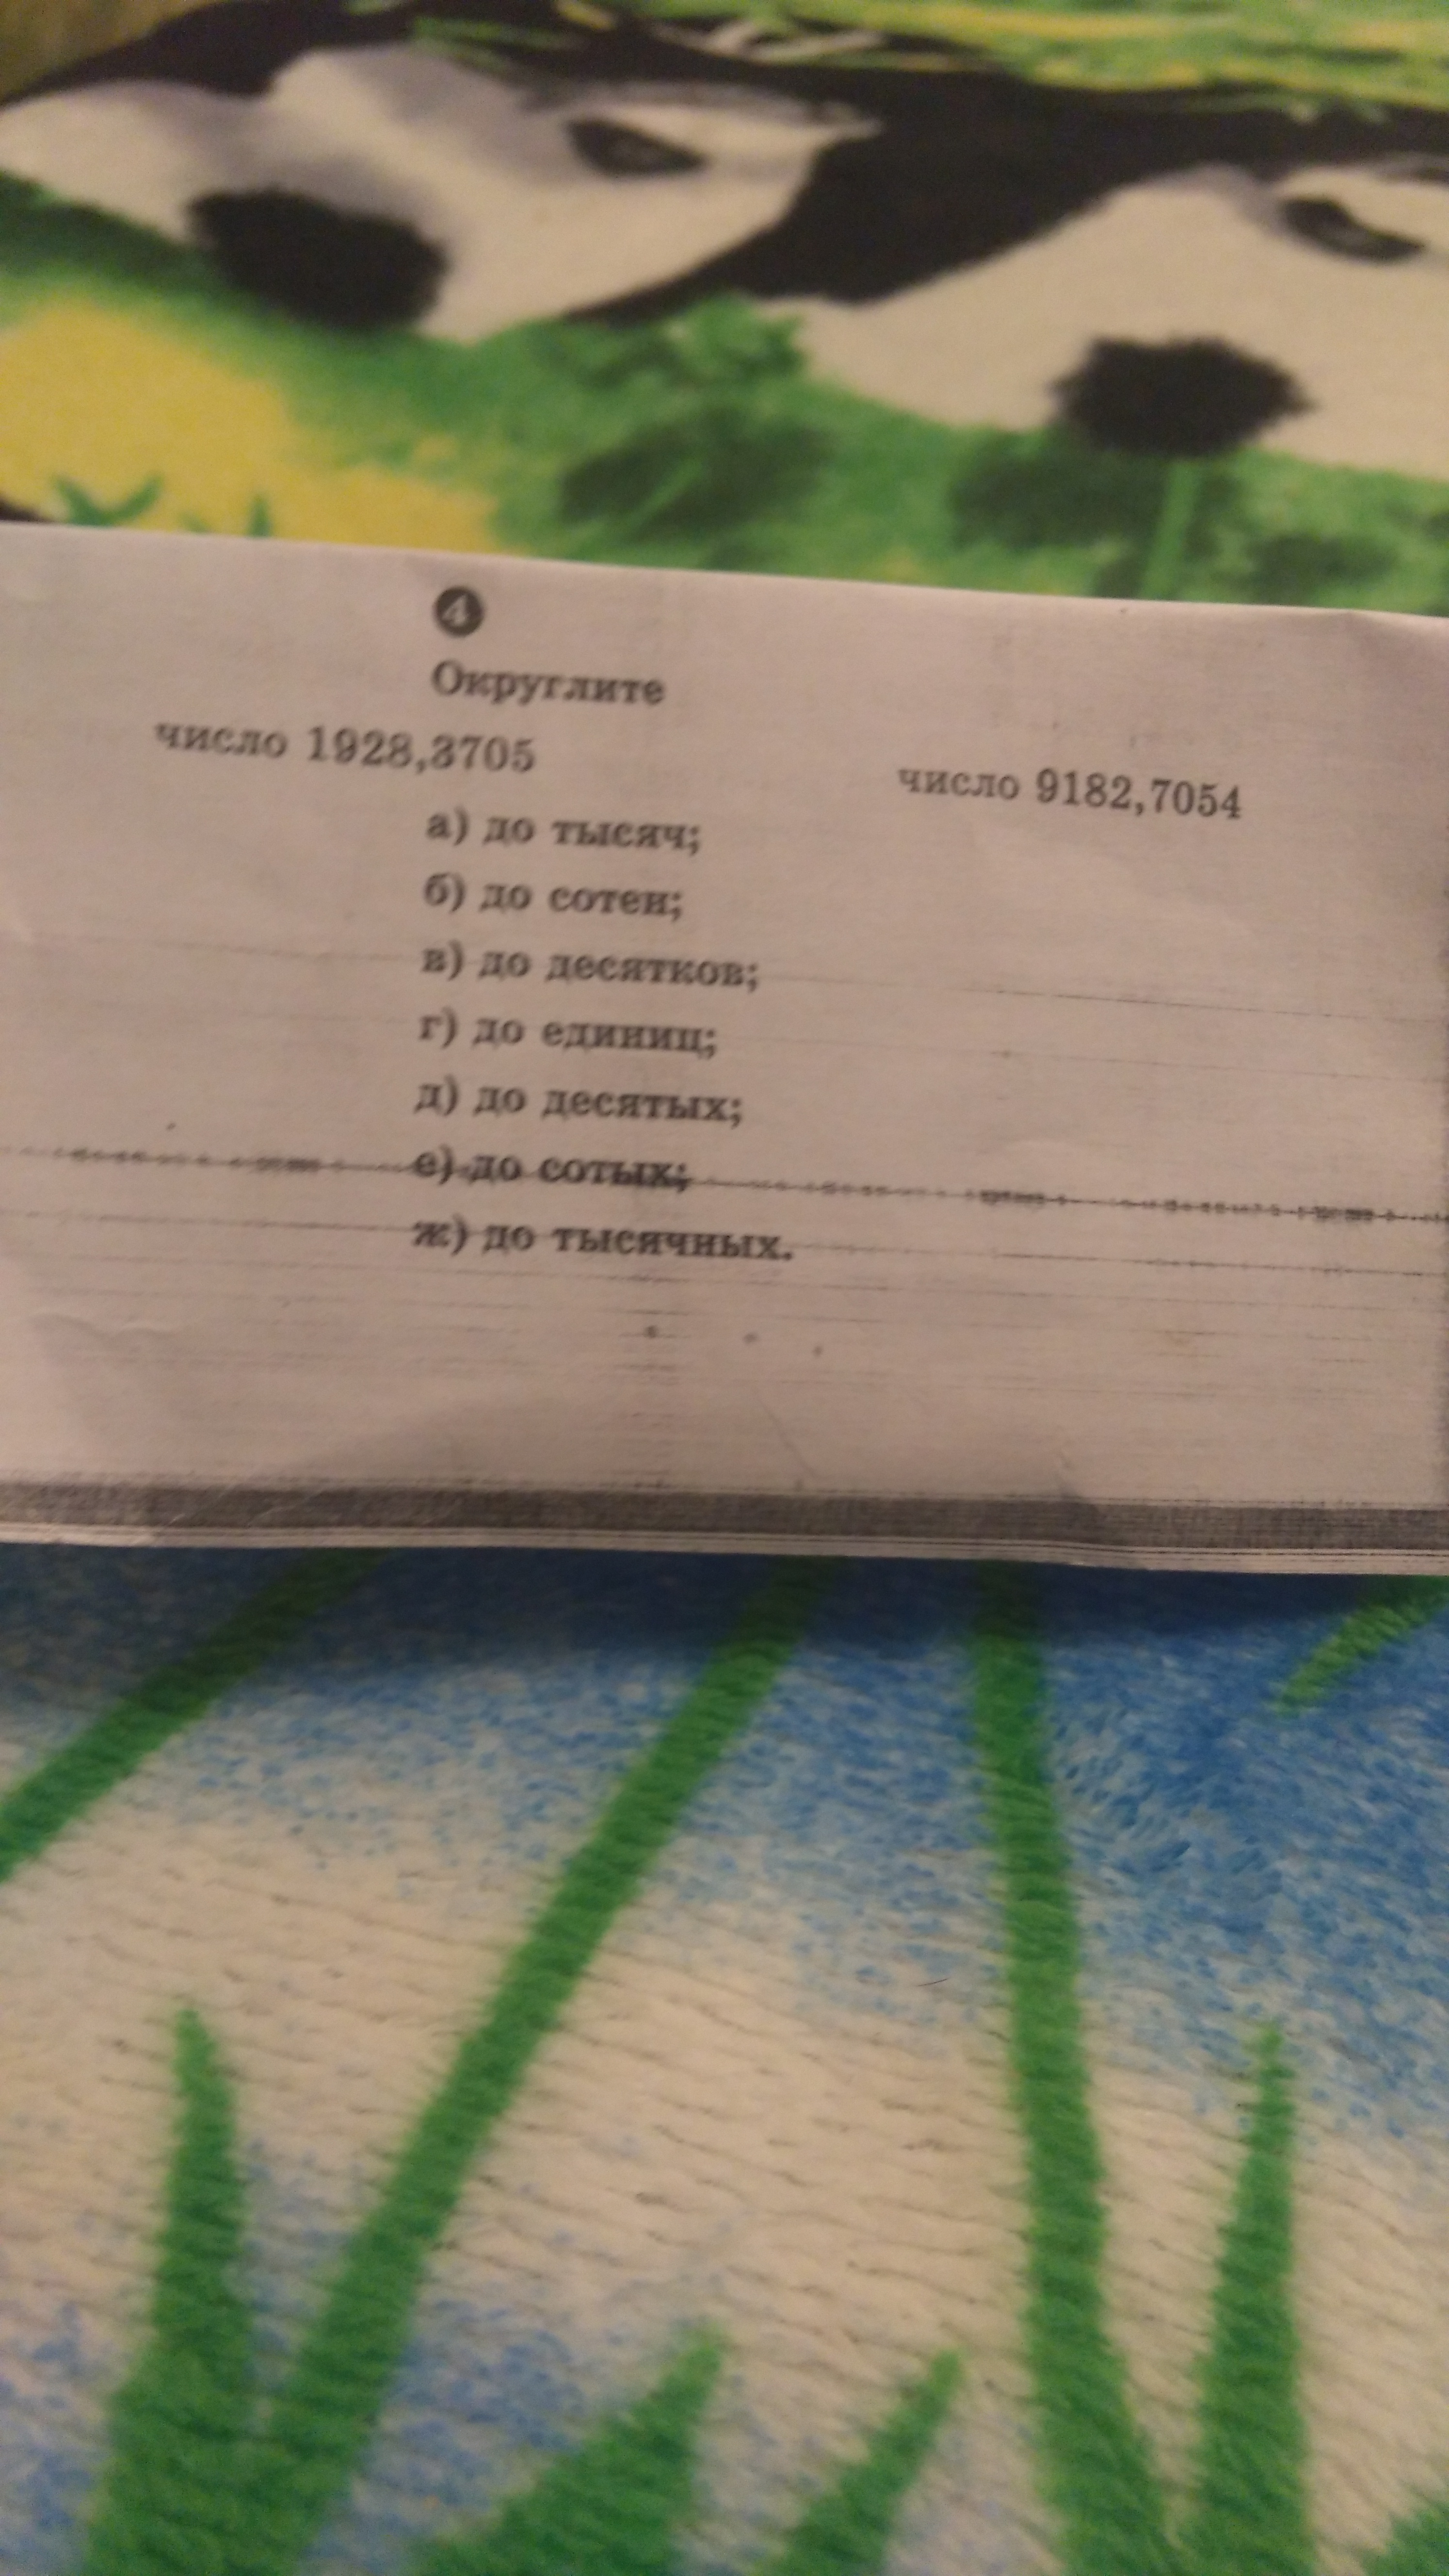 4
Округлите
число 1928,3705
число 9182,7054
а) до тысяч;
б) до сотен;
в) до десятков;
г) до единиц;
д) до десятых;
е) до сотых;
ж) до тысячных.